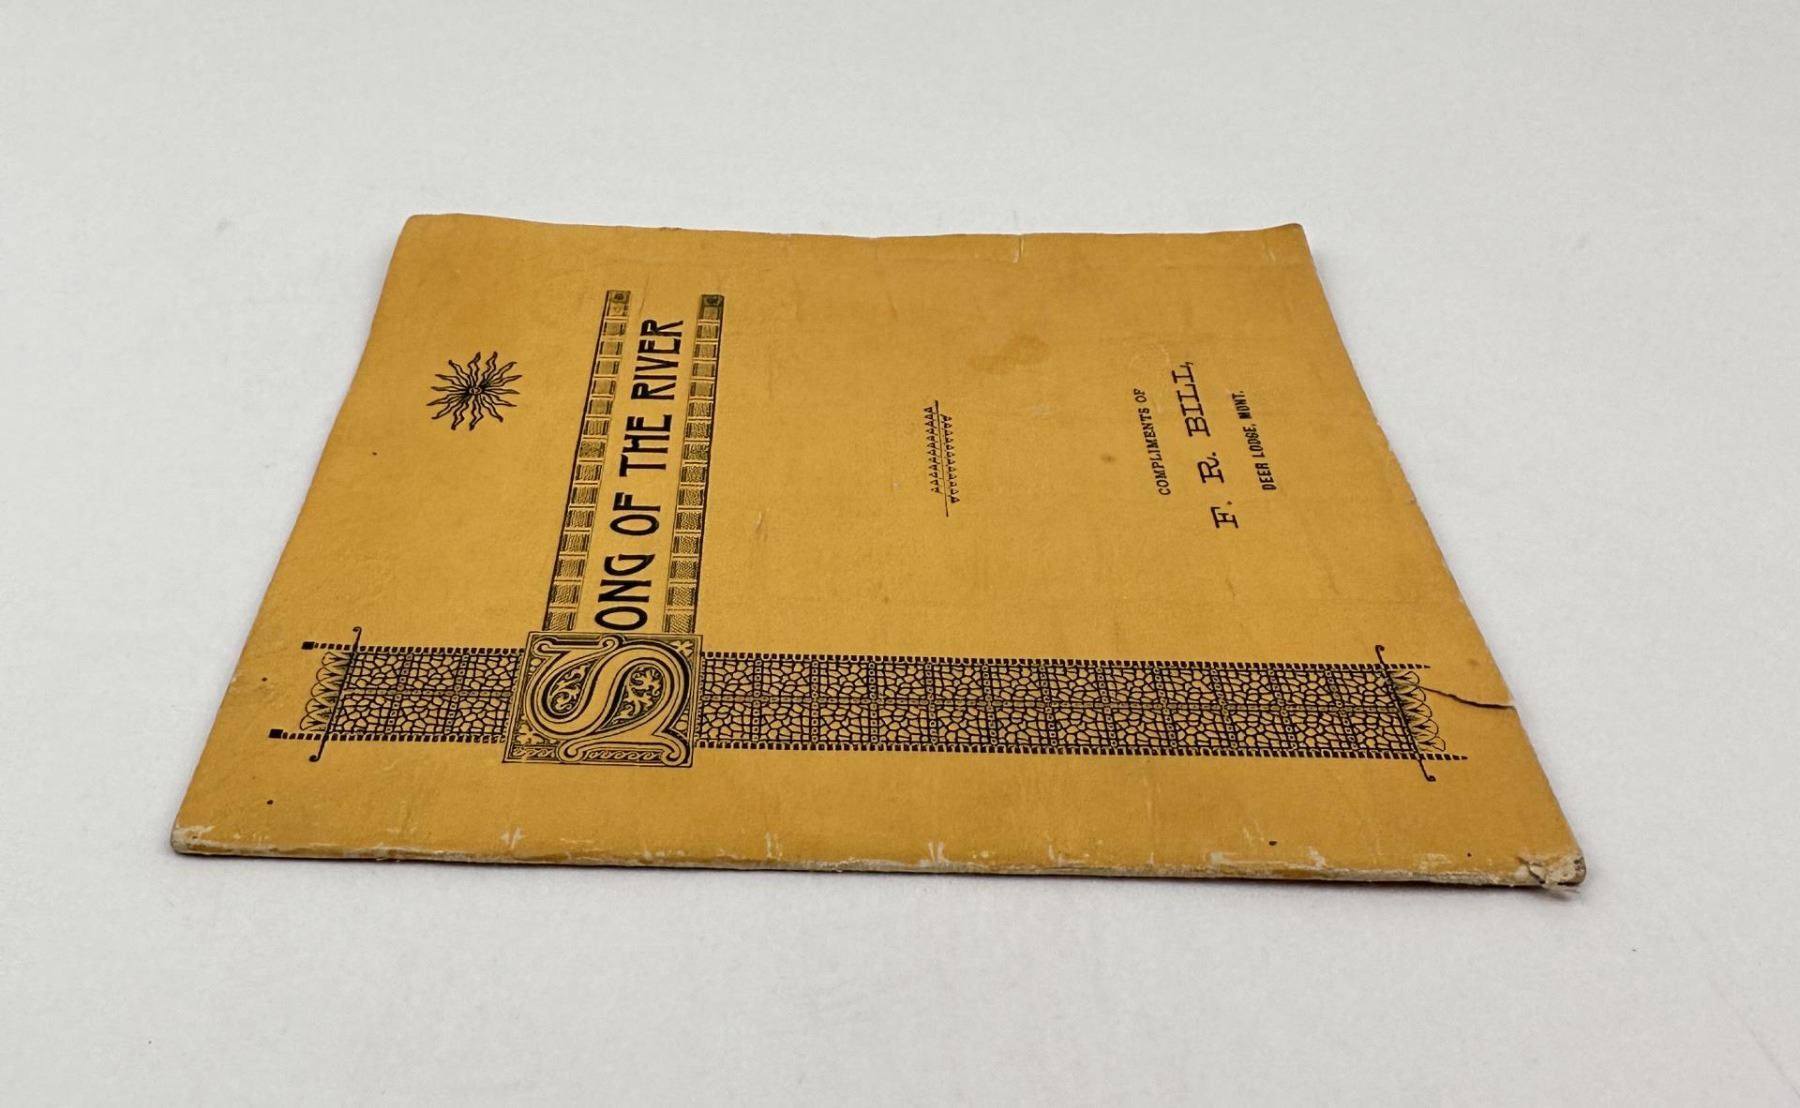 SONG OF THE RIVER
COMPLIMENTS OF
F. R. BILL,
DEER LODGE, MONT.